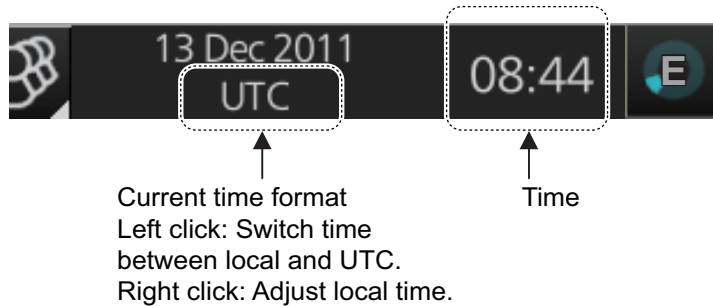 13 Dec 2011
UTC
08:44
E
Current time format
Left click: Switch time
between local and UTC.
Right click: Adjust local time.
Time